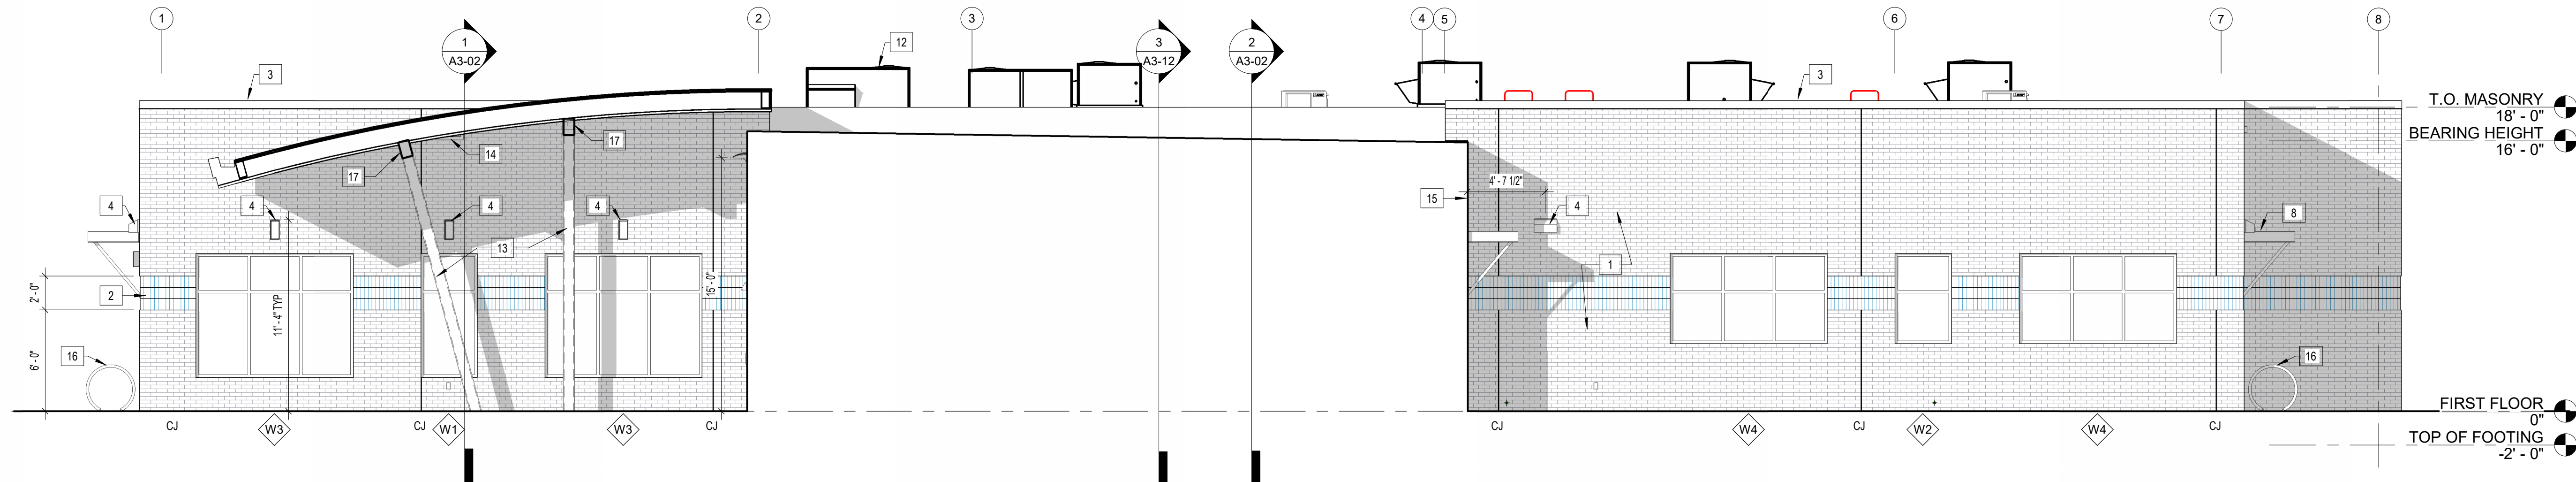 1
2
3
4
5
6
7
8
1
A3-02
3
A3-12
2
A3-02
12
3
3
T.O. MASONRY
18' - 0"
BEARING HEIGHT
16' - 0"
17
14
17
4' - 7 1/2"
15
4
4
4
4
4
8
13
1
2' - 0"
2
11' - 4" TYP
15' - 0"
6' - 0"
16
16
FIRST FLOOR
0"
CJ
W3
CJ
W1
W3
CJ
CJ
W4
CJ
W2
W4
CJ
TOP OF FOOTING
-2' - 0"